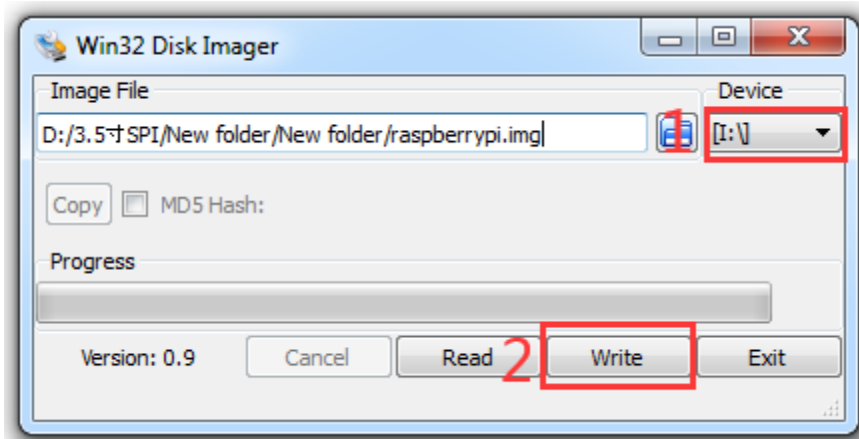 Win32 Disk Imager
Image File
Device
D:/3.5寸SPI/New folder/New folder/raspberrypi.img
1
[I:\]
Copy
MD5 Hash:
Progress
Version: 0.9
Cancel
Read
2
Write
Exit